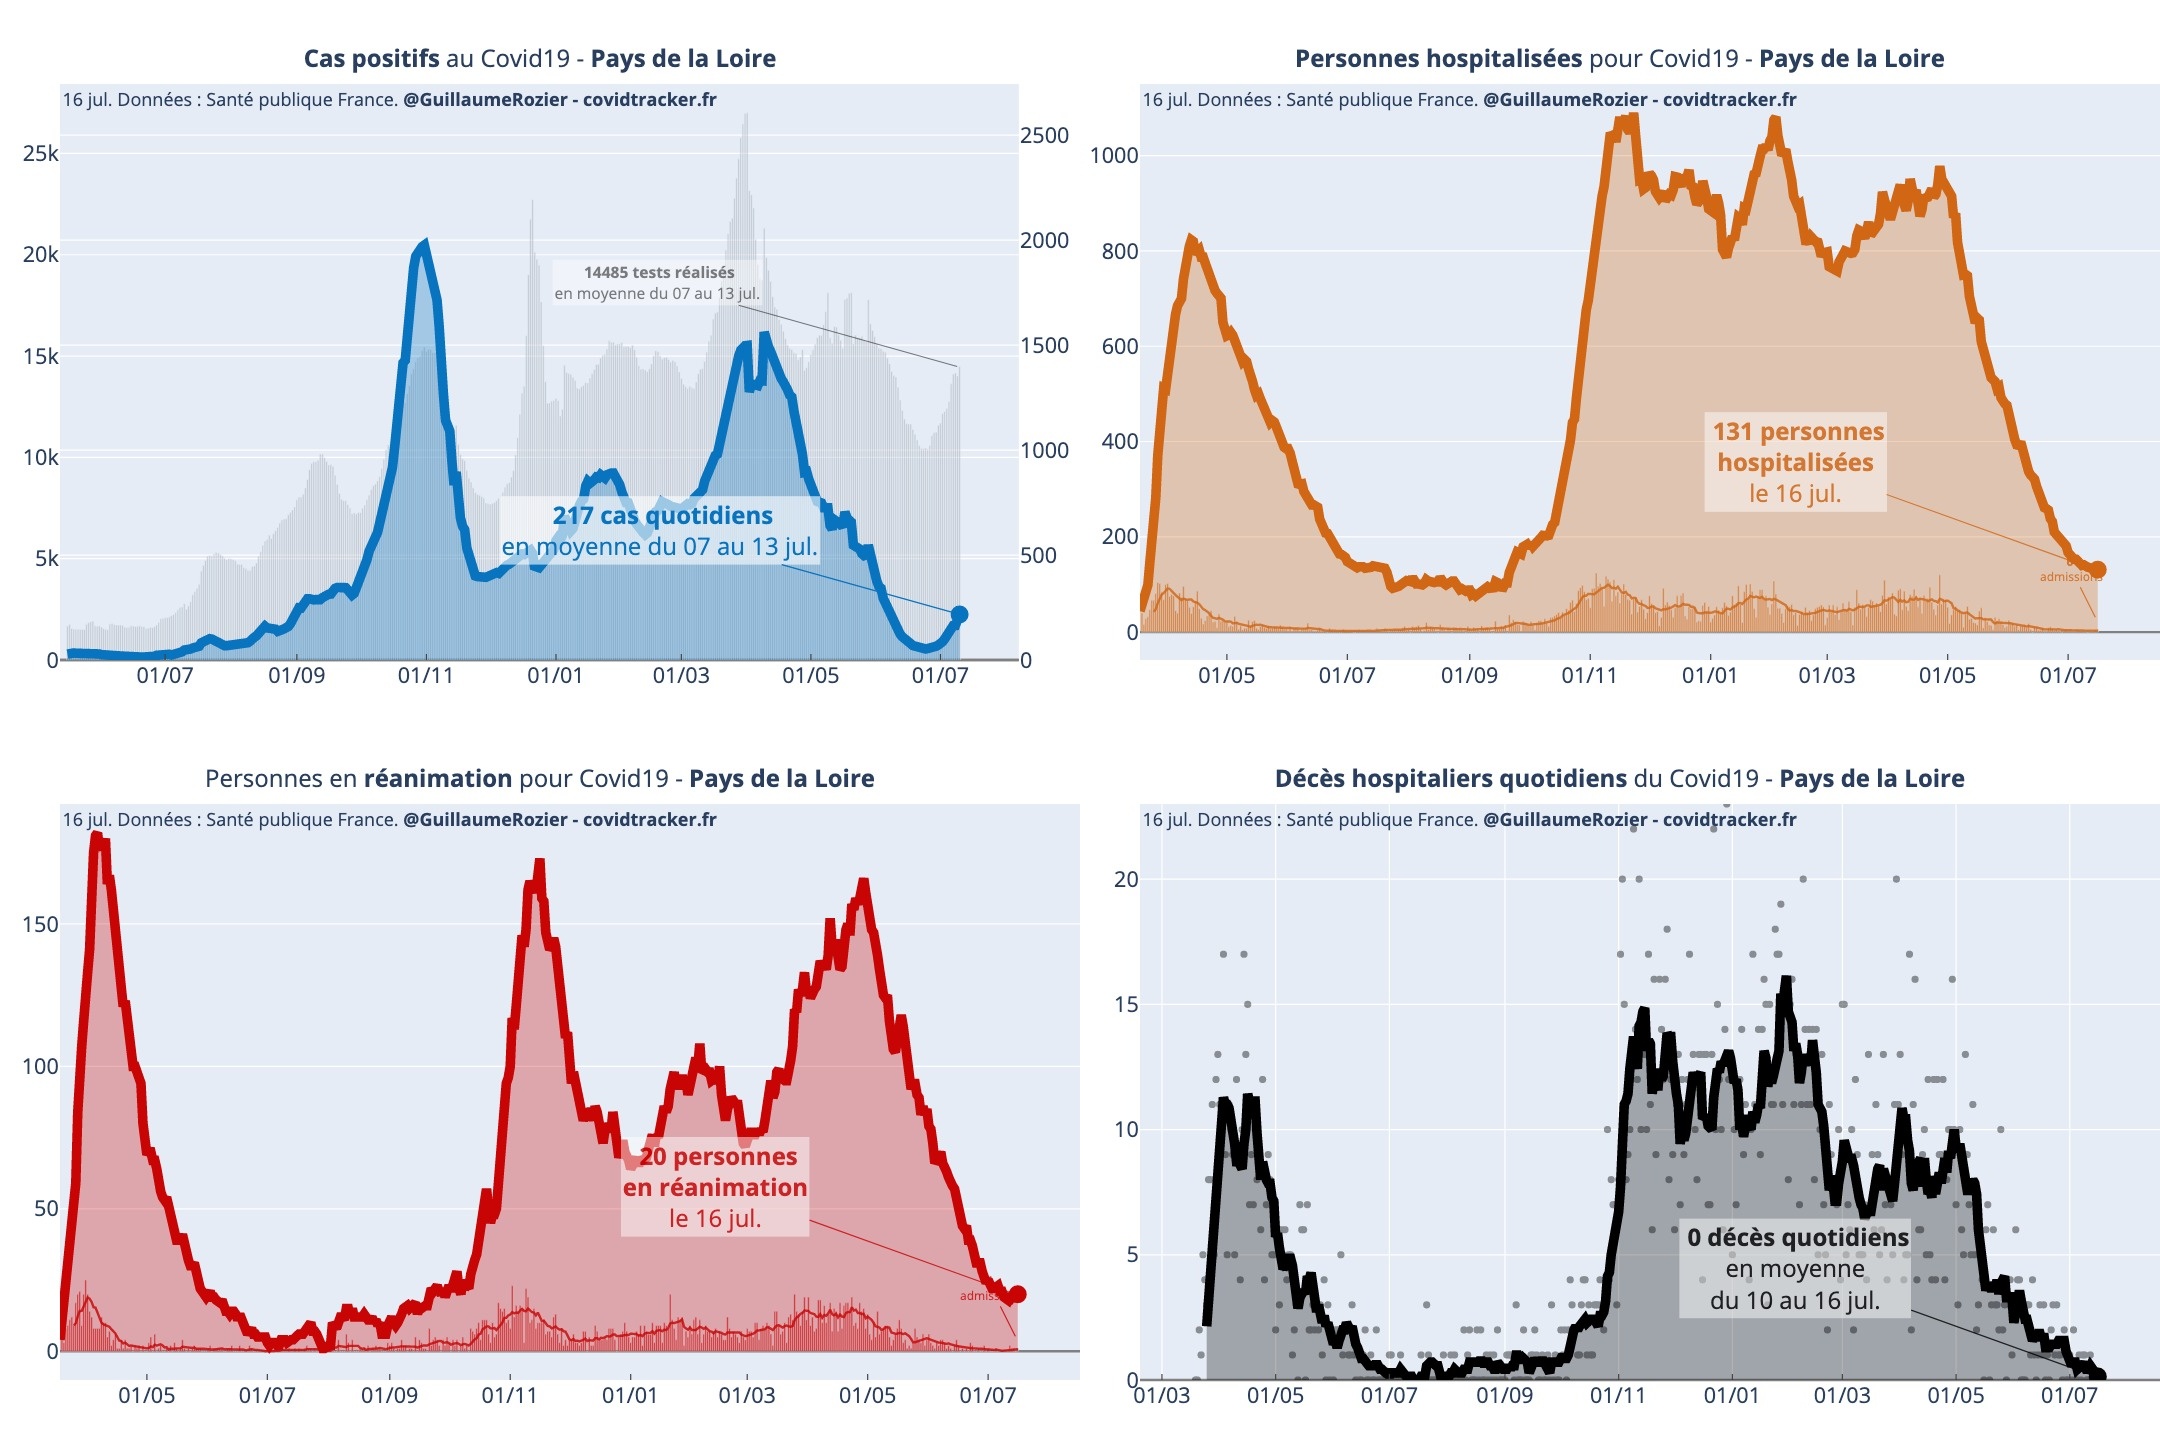 Cas positifs au Covid19 - Pays de la Loire
16 jul. Données : Santé publique France. @GuillaumeRozier - covidtracker.fr
25k
20k
15k
10k
5k
0
2500
2000
1500
1000
500
0
14485 tests réalisés
en moyenne du 07 au 13 jul.
217 cas quotidiens
en moyenne du 07 au 13 jul.
01/07 01/09 01/11 01/01 01/03 01/05 01/07
Personnes hospitalisées pour Covid19 - Pays de la Loire
16 jul. Données : Santé publique France. @GuillaumeRozier - covidtracker.fr
1000
800
600
400
200
0
131 personnes
hospitalisées
le 16 jul.
admissions
01/05 01/07 01/09 01/11 01/01 01/03 01/05 01/07
Personnes en réanimation pour Covid19 - Pays de la Loire
16 jul. Données : Santé publique France. @GuillaumeRozier - covidtracker.fr
150
100
50
0
20 personnes
en réanimation
le 16 jul.
01/05 01/07 01/09 01/11 01/01 01/03 01/05 01/07
Décès hospitaliers quotidiens du Covid19 - Pays de la Loire
16 jul. Données : Santé publique France. @GuillaumeRozier - covidtracker.fr
20
15
10
5
0
0 décès quotidiens
en moyenne
du 10 au 16 jul.
01/03 01/05 01/07 01/09 01/11 01/01 01/03 01/05 01/07